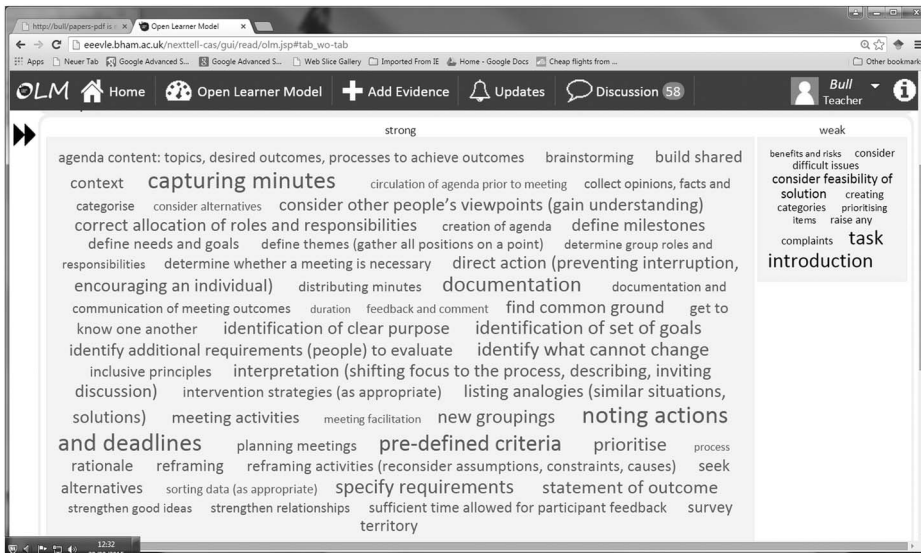 http://bull/papers-pdf is
Open Learner Model
eeevle.bham.ac.uk/nexttell-cas/gui/read/olm.jsp#tab_wo-tab
Apps Neuer Tab Google Advanced S... Google Advanced S... Web Slice Gallery Imported From IE Home - Google Docs Cheap flights from ... Other bookmark
OLM Home Open Learner Model Add Evidence Updates Discussion 58 Bull
Teacher
strong
agenda content: topics, desired outcomes, processes to achieve outcomes brainstorming build shared
context capturing minutes circulation of agenda prior to meeting collect opinions, facts and
categorise consider alternatives consider other people's viewpoints (gain understanding)
correct allocation of roles and responsibilities creation of agenda define milestones
define needs and goals define themes (gather all positions on a point) determine group roles and
responsibilities determine whether a meeting is necessary direct action (preventing interruption,
encouraging an individual) distributing minutes documentation documentation and
communication of meeting outcomes duration feedback and comment find common ground get to
know one another identification of clear purpose identification of set of goals
identify additional requirements (people) to evaluate identify what cannot change
inclusive principles interpretation (shifting focus to the process, describing, inviting
discussion) intervention strategies (as appropriate) listing analogies (similar situations,
solutions) meeting activities meeting facilitation new groupings noting actions
and deadlines planning meetings pre-defined criteria prioritise process
rationale reframing reframing activities (reconsider assumptions, constraints, causes) seek
alternatives sorting data (as appropriate) specify requirements statement of outcome
strengthen good ideas strengthen relationships sufficient time allowed for participant feedback survey
territory
weak
benefits and risks consider
difficult issues
consider feasibility of
solution creating
categories prioritising
items raise any
complaints task
introduction
12:32